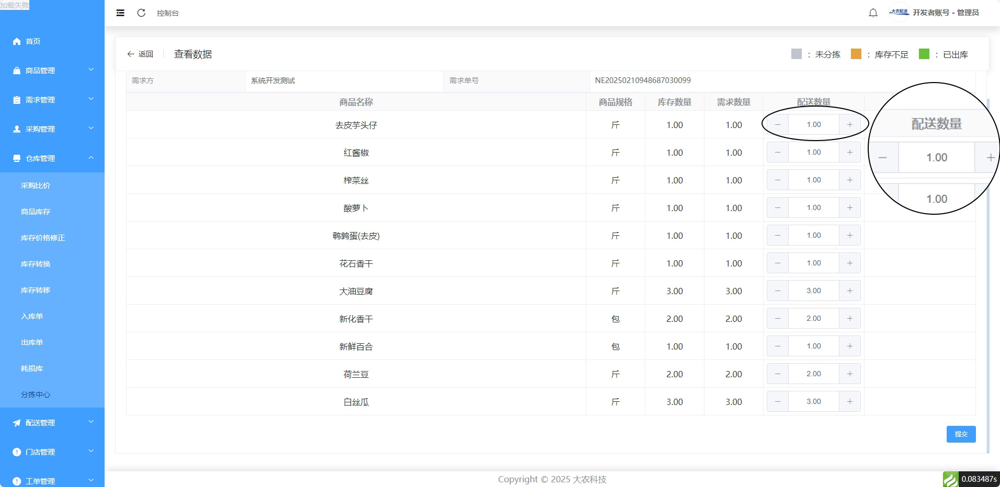 加载失败
控制台
大农配送
开发者账号 - 管理员
首页
商品管理
需求管理
采购管理
仓库管理
采购比价
商品库存
库存价格修正
库存转换
库存转移
入库单
出库单
耗损库
分拣中心
配送管理
门店管理
工单管理
返回 查看数据
： 未分拣 ： 库存不足 ： 已出库
需求方 系统开发测试 需求单号 NE20250210948687030099
商品名称 商品规格 库存数量 需求数量 配送数量
去皮芋头仔 斤 1.00 1.00 − 1.00 +
红酱椒 斤 1.00 1.00 − 1.00 +
榨菜丝 斤 1.00 1.00 − 1.00 +
酸萝卜 斤 1.00 1.00 − 1.00 +
鹌鹑蛋(去皮) 斤 1.00 1.00 − 1.00 +
花石香干 斤 1.00 1.00 − 1.00 +
大油豆腐 斤 3.00 3.00 − 3.00 +
新化香干 包 2.00 2.00 − 2.00 +
新鲜百合 包 1.00 1.00 − 1.00 +
荷兰豆 斤 2.00 2.00 − 2.00 +
白丝瓜 斤 3.00 3.00 − 3.00 +
配送数量
− 1.00 +
1.00
提交
Copyright © 2025 大农科技
0.083487s